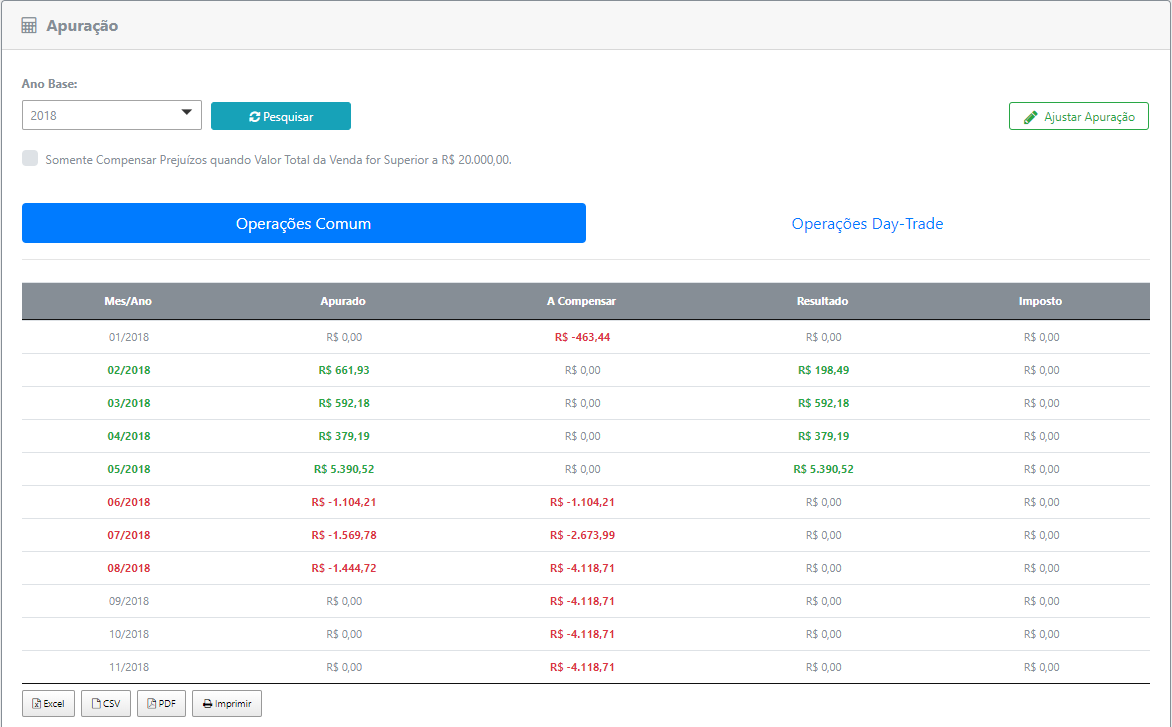 Apuração
Ano Base:
2018 Pesquisar Ajustar Apuração
Somente Compensar Prejuízos quando Valor Total da Venda for Superior a R$ 20.000,00.
Operações Comum Operações Day-Trade
Mes/Ano Apurado A Compensar Resultado Imposto
01/2018 R$ 0,00 R$ -463,44 R$ 0,00 R$ 0,00
02/2018 R$ 661,93 R$ 0,00 R$ 198,49 R$ 0,00
03/2018 R$ 592,18 R$ 0,00 R$ 592,18 R$ 0,00
04/2018 R$ 379,19 R$ 0,00 R$ 379,19 R$ 0,00
05/2018 R$ 5.390,52 R$ 0,00 R$ 5.390,52 R$ 0,00
06/2018 R$ -1.104,21 R$ -1.104,21 R$ 0,00 R$ 0,00
07/2018 R$ -1.569,78 R$ -2.673,99 R$ 0,00 R$ 0,00
08/2018 R$ -1.444,72 R$ -4.118,71 R$ 0,00 R$ 0,00
09/2018 R$ 0,00 R$ -4.118,71 R$ 0,00 R$ 0,00
10/2018 R$ 0,00 R$ -4.118,71 R$ 0,00 R$ 0,00
11/2018 R$ 0,00 R$ -4.118,71 R$ 0,00 R$ 0,00
Excel CSV PDF Imprimir